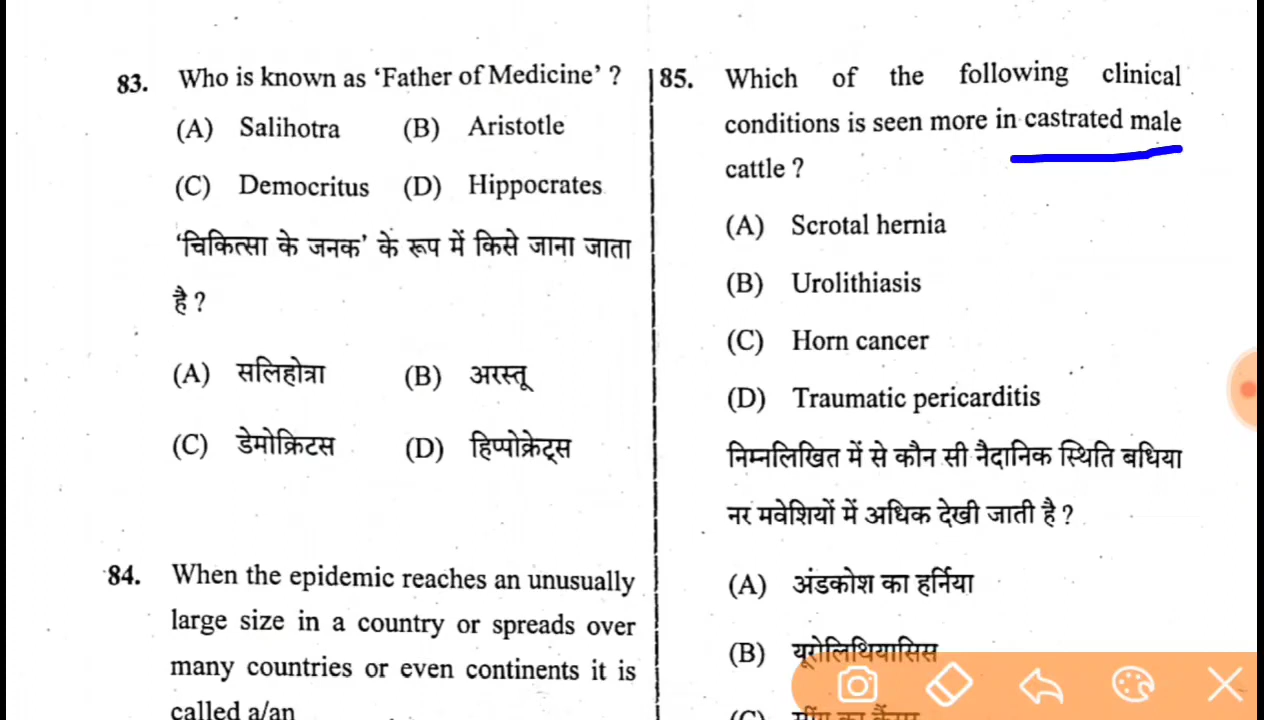 83. Who is known as ‘Father of Medicine’ ?
(A) Salihotra (B) Aristotle
(C) Democritus (D) Hippocrates
‘चिकित्सा के जनक’ के रूप में किसे जाना जाता
है ?
(A) सलिहोत्रा (B) अरस्तू
(C) डेमोक्रिटस (D) हिप्पोक्रेट्स
84. When the epidemic reaches an unusually
large size in a country or spreads over
many countries or even continents it is
called a/an
85. Which of the following clinical
conditions is seen more in castrated male
cattle ?
(A) Scrotal hernia
(B) Urolithiasis
(C) Horn cancer
(D) Traumatic pericarditis
निम्नलिखित में से कौन सी नैदानिक स्थिति बधिया
नर मवेशियों में अधिक देखी जाती है ?
(A) अंडकोश का हर्निया
(B) यूरोलिथियासिस
(C) सींग का कैंसर